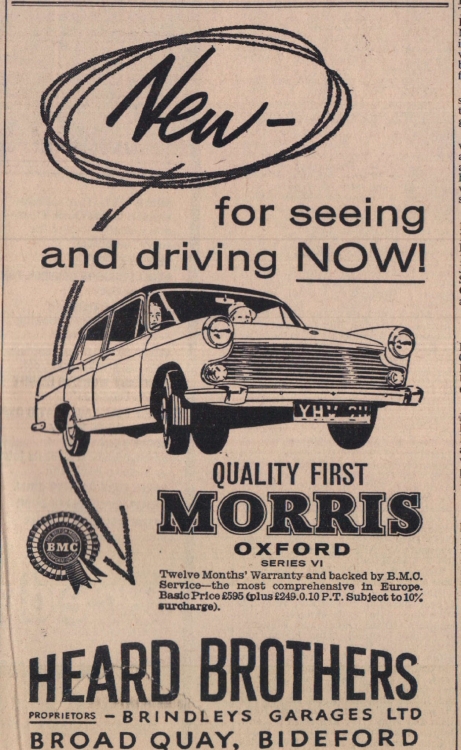 New-
for seeing
and driving NOW!
QUALITY FIRST
MORRIS
OXFORD
SERIES VI
BMC
Twelve Months' Warranty and backed by B.M.C.
Service—the most comprehensive in Europe.
Basic Price £595 (plus £249.0.10 P.T. Subject to 10%
surcharge).
HEARD BROTHERS
PROPRIETORS - BRINDLEYS GARAGES LTD
BROAD QUAY, BIDEFORD